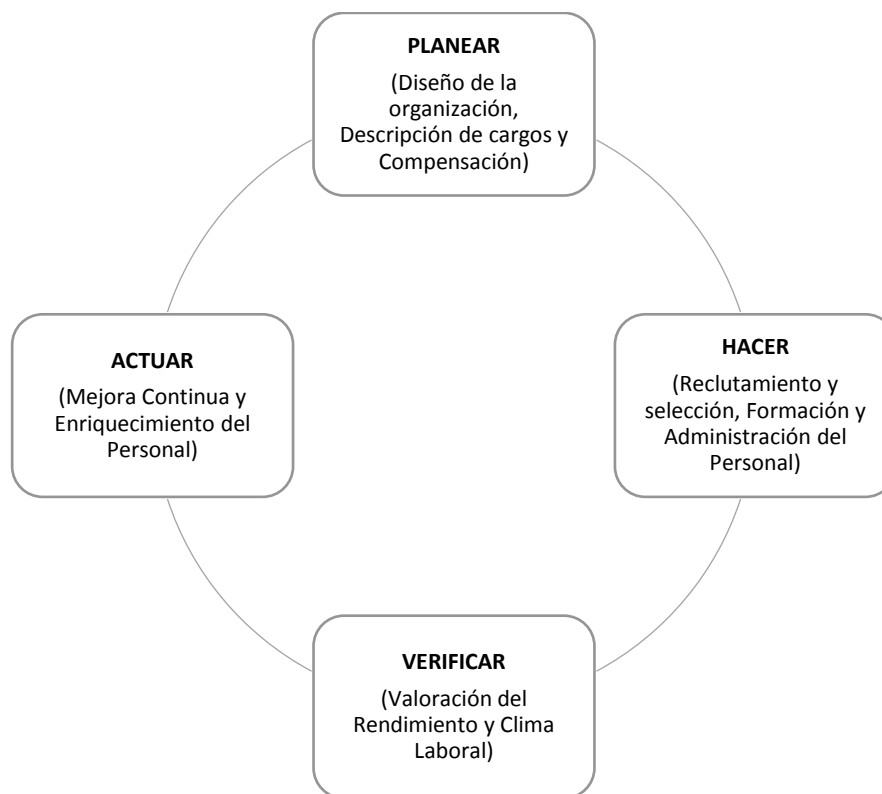 PLANEAR
(Diseño de la
organización,
Descripción de cargos y
Compensación)
HACER
(Reclutamiento y
selección, Formación y
Administración del
Personal)
VERIFICAR
(Valoración del
Rendimiento y Clima
Laboral)
ACTUAR
(Mejora Continua y
Enriquecimiento del
Personal)